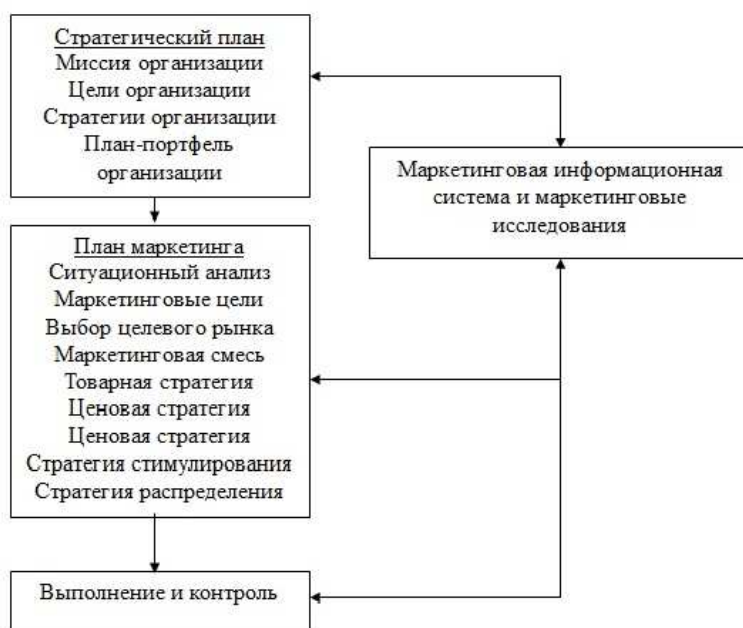 Стратегический план
Миссия организации
Цели организации
Стратегии организации
План-портфель
организации
Маркетинговая информационная
система и маркетинговые
исследования
План маркетинга
Ситуационный анализ
Маркетинговые цели
Выбор целевого рынка
Маркетинговая смесь
Товарная стратегия
Ценовая стратегия
Ценовая стратегия
Стратегия стимулирования
Стратегия распределения
Выполнение и контроль